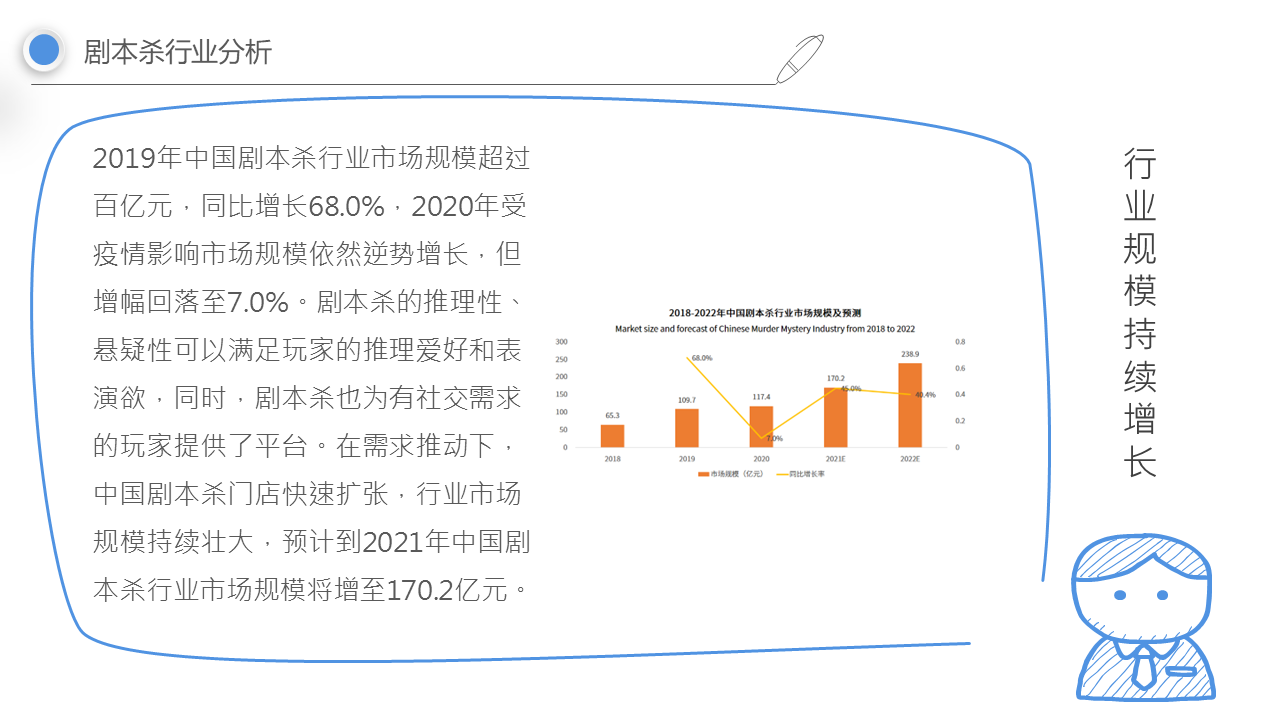 剧本杀行业分析
2019年中国剧本杀行业市场规模超过
百亿元，同比增长68.0%，2020年受
疫情影响市场规模依然逆势增长，但
增幅回落至7.0%。剧本杀的推理性、
悬疑性可以满足玩家的推理爱好和表
演欲，同时，剧本杀也为有社交需求
的玩家提供了平台。在需求推动下，
中国剧本杀门店快速扩张，行业市场
规模持续壮大，预计到2021年中国剧
本杀行业市场规模将增至170.2亿元。
2018-2022年中国剧本杀行业市场规模及预测
Market size and forecast of Chinese Murder Mystery Industry from 2018 to 2022
300
250
200
150
100
50
0
0.8
0.6
0.4
0.2
0
65.3
109.7
117.4
170.2
238.9
68.0%
7.0%
45.0%
40.4%
2018
2019
2020
2021E
2022E
市场规模（亿元）
同比增长率
行业规模持续增长